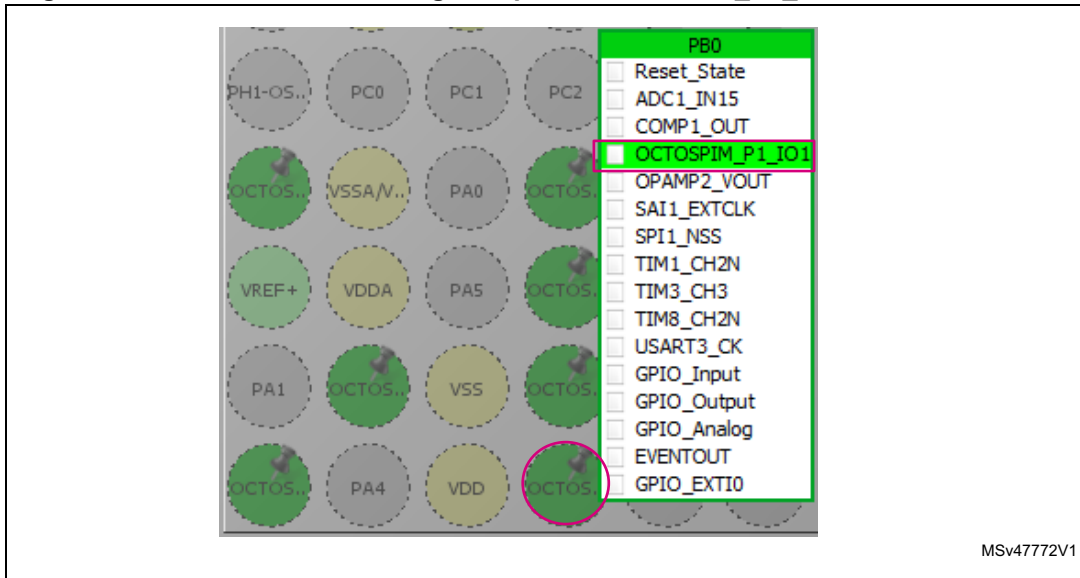 PH1-OS..
PC0
PC1
PC2
OCTOS..
VSSA/V..
PA0
OCTOS.
VREF+
VDDA
PA5
OCTOS.
PA1
OCTOS..
VSS
OCTOS.
OCTOS..
PA4
VDD
OCTOS.
PB0
Reset_State
ADC1_IN15
COMP1_OUT
OCTOSPIM_P1_IO1
OPAMP2_VOUT
SAI1_EXTCLK
SPI1_NSS
TIM1_CH2N
TIM3_CH3
TIM8_CH2N
USART3_CK
GPIO_Input
GPIO_Output
GPIO_Analog
EVENTOUT
GPIO_EXTI0
MSv47772V1